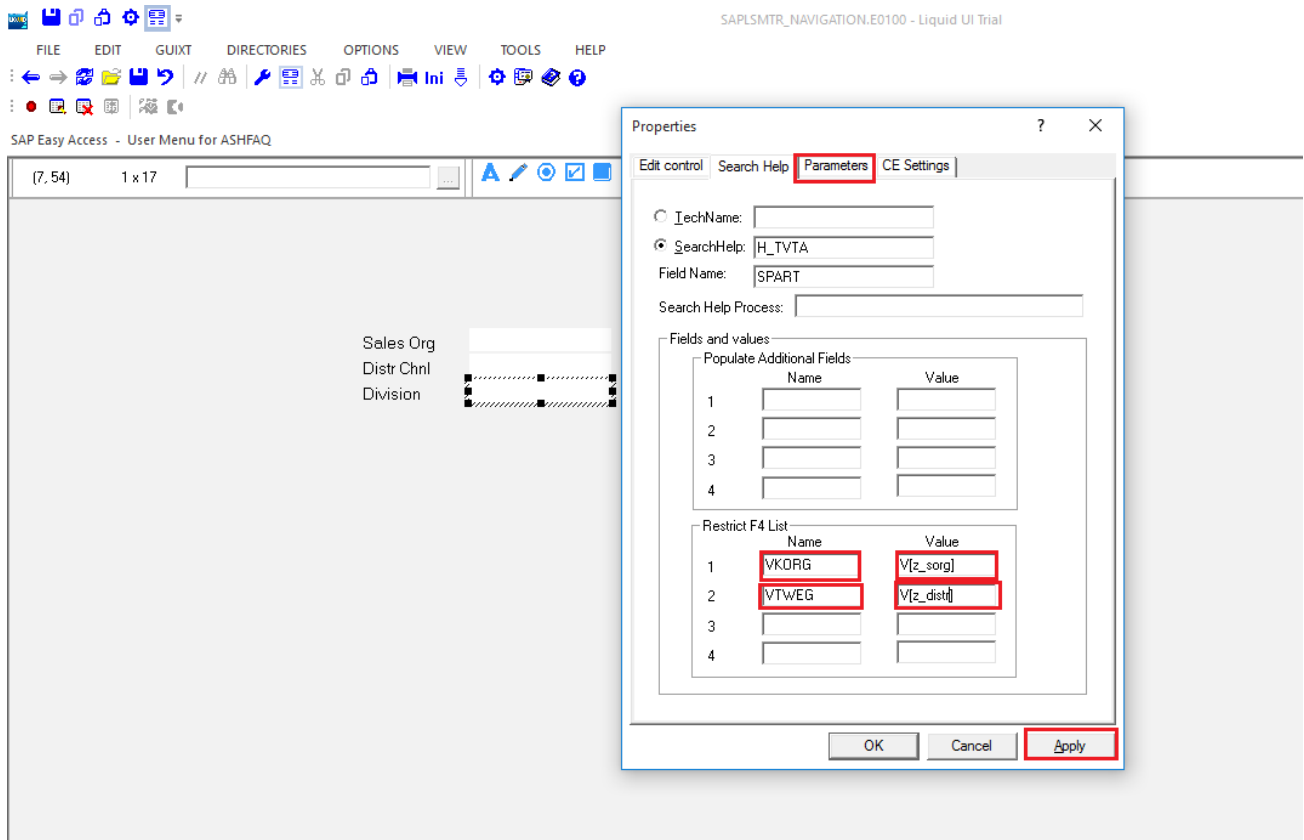 SAPLSMTR_NAVIGATION.E0100 - Liquid UI Trial
FILE EDIT GUIXT DIRECTORIES OPTIONS VIEW TOOLS HELP
Ini
SAP Easy Access - User Menu for ASHFAQ
(7, 54) 1 x 17 ...
Sales Org
Distr Chnl
Division
Properties ? X
Edit control Search Help Parameters CE Settings
TechName:
SearchHelp: H_TVTA
Field Name: SPART
Search Help Process:
Fields and values
Populate Additional Fields
Name Value
1
2
3
4
Restrict F4 List
Name Value
1 VKORG V[z_sorg]
2 VTWEG V[z_distr]
3
4
OK Cancel Apply